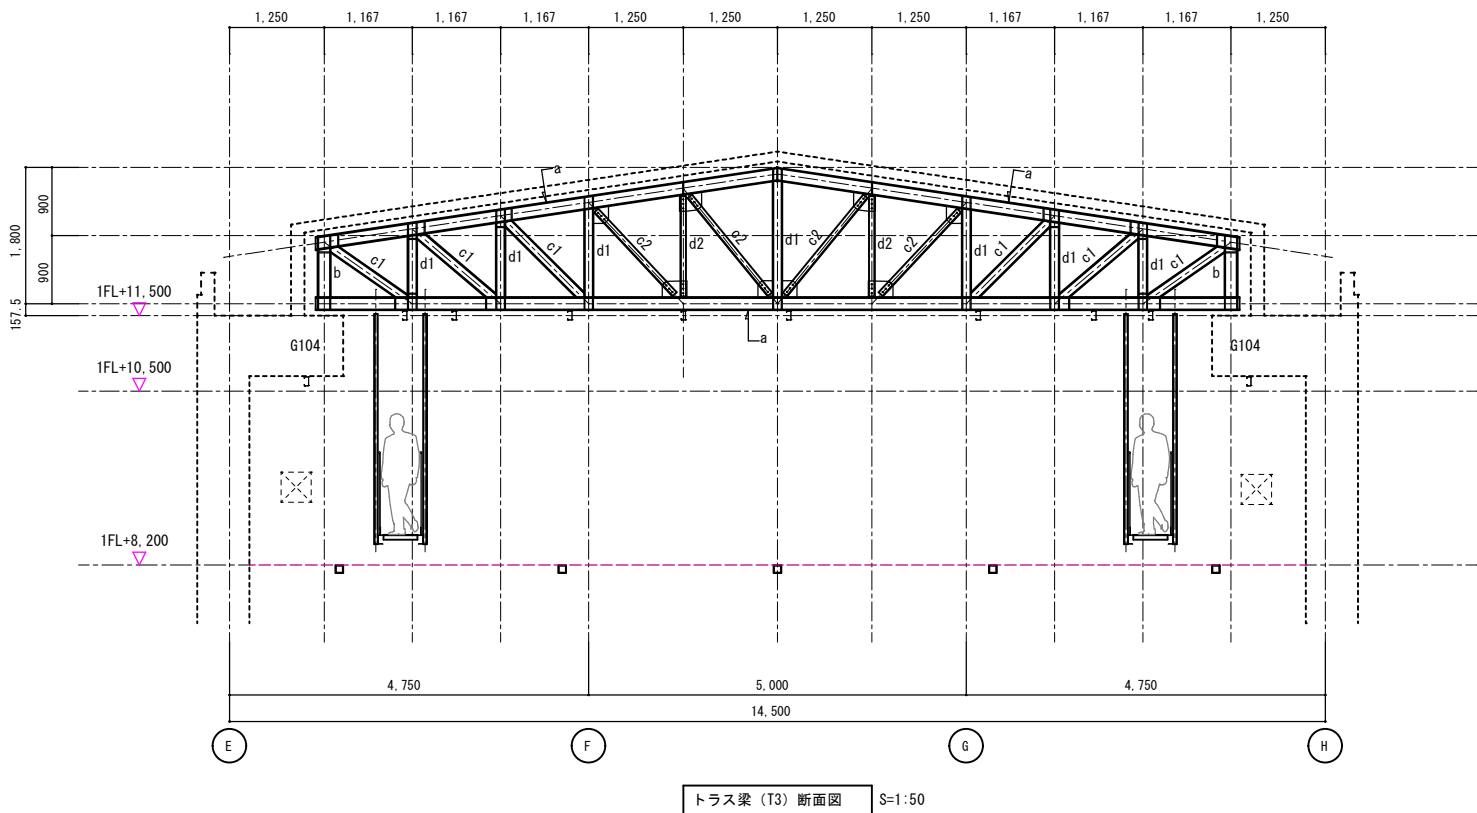 1,250 1,167 1,167 1,167 1,250 1,250 1,250 1,250 1,167 1,167 1,167 1,250
a a
900
1,800
900
157.5
b c1 d1 c1 d1 c1 d1 c2 d2 c2 d1 c2 d2 c2 d1 c1 d1 c1 d1 c1 b
1FL+11,500
a
G104 G104
1FL+10,500
1FL+8,200
4,750 5,000 4,750
14,500
E F G H
トラス梁（T3）断面図 S=1:50